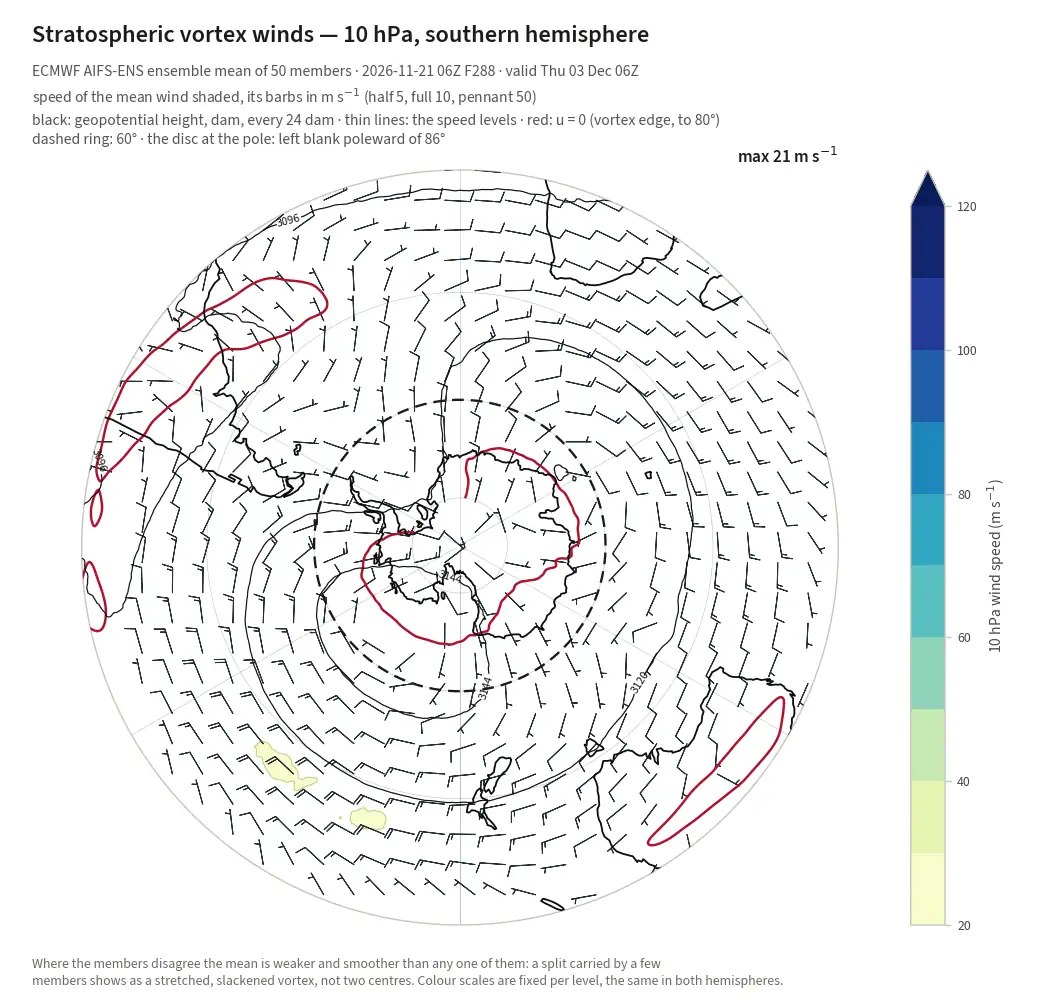 Stratospheric vortex winds — 10 hPa, southern hemisphere
ECMWF AIFS-ENS ensemble mean of 50 members · 2026-11-21 06Z F288 · valid Thu 03 Dec 06Z
speed of the mean wind shaded, its barbs in m s⁻¹ (half 5, full 10, pennant 50)
black: geopotential height, dam, every 24 dam · thin lines: the speed levels · red: u = 0 (vortex edge, to 80°)
dashed ring: 60° · the disc at the pole: left blank poleward of 86°
max 21 m s⁻¹
3096
3144
3144
3120
120
100
80
60
40
20
10 hPa wind speed (m s⁻¹)
Where the members disagree the mean is weaker and smoother than any one of them: a split carried by a few
members shows as a stretched, slackened vortex, not two centres. Colour scales are fixed per level, the same in both hemispheres.